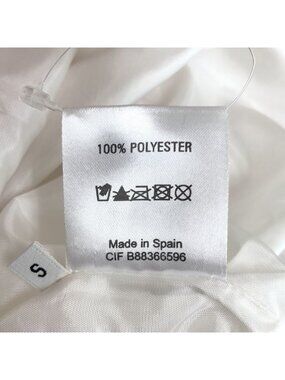 100% POLYESTER
Made in Spain
CIF B88366596
S